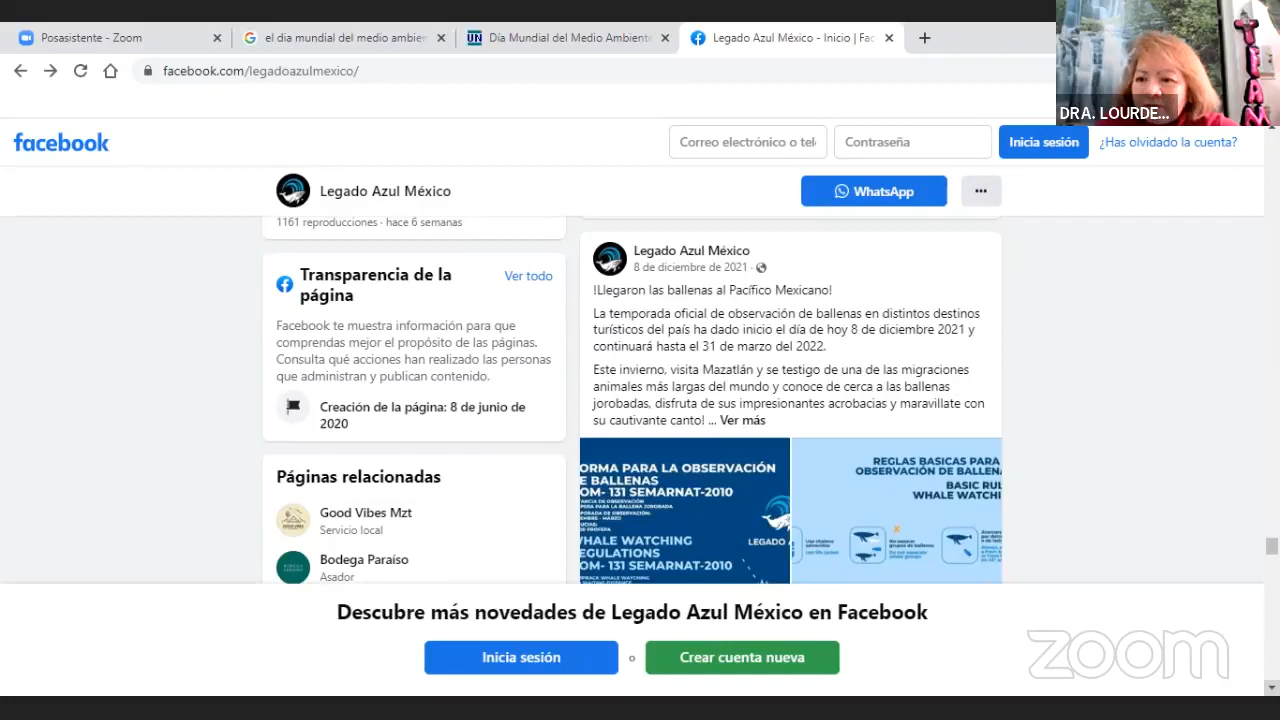 Posasistente - Zoom
el dia mundial del medio ambien
Día Mundial del Medio Ambiente
Legado Azul México - Inicio | Fac
facebook.com/legadoazulmexico/
DRA. LOURDE...
facebook
Correo electrónico o tel
Contraseña
Inicia sesión
¿Has olvidado la cuenta?
Legado Azul México
WhatsApp
1161 reproducciones · hace 6 semanas
Transparencia de la
página
Ver todo
Facebook te muestra información para que
comprendas mejor el propósito de las páginas.
Consulta qué acciones han realizado las personas
que administran y publican contenido.
Creación de la página: 8 de junio de
2020
Páginas relacionadas
Good Vibes Mzt
Servicio local
Bodega Paraíso
Asador
Legado Azul México
8 de diciembre de 2021 ·
!Llegaron las ballenas al Pacífico Mexicano!
La temporada oficial de observación de ballenas en distintos destinos
turísticos del país ha dado inicio el día de hoy 8 de diciembre 2021 y
continuará hasta el 31 de marzo del 2022.
Este invierno, visita Mazatlán y se testigo de una de las migraciones
animales más largas del mundo y conoce de cerca a las ballenas
jorobadas, disfruta de sus impresionantes acrobacias y maravillate con
su cautivante canto! ... Ver más
ORMA PARA LA OBSERVACIÓN
E BALLENAS
OM- 131 SEMARNAT-2010
WHALE WATCHING
EGULATIONS
OM- 131 SEMARNAT-2010
LEGADO A
REGLAS BASICAS PARA
OBSERVACIÓN DE BALLENA
BASIC RUL
WHALE WATCHI
Descubre más novedades de Legado Azul México en Facebook
Inicia sesión
o
Crear cuenta nueva
zoom